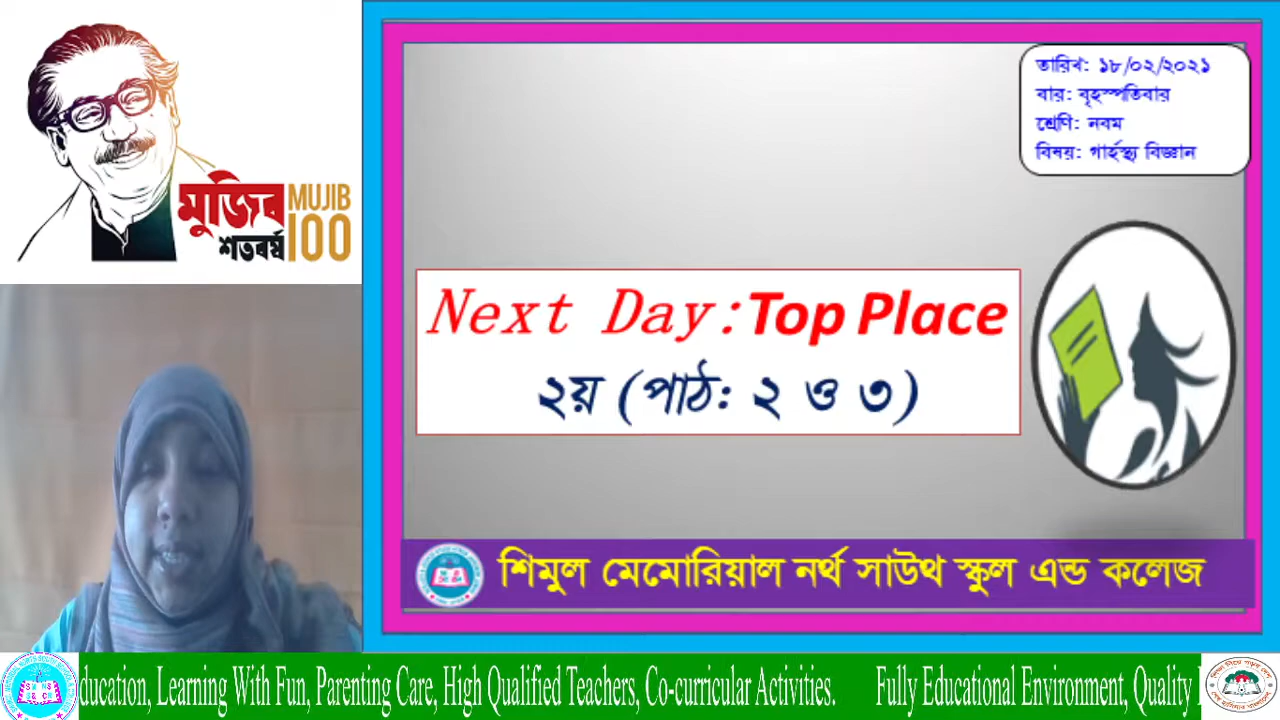 মুজিব
শতবর্ষ
MUJIB
100
তারিখ: ১৮/০২/২০২১
বার: বৃহস্পতিবার
শ্রেণি: নবম
বিষয়: গার্হস্থ্য বিজ্ঞান
Next Day:Top Place
২য় (পাঠ: ২ ও ৩)
শিমুল মেমোরিয়াল নর্থ সাউথ স্কুল এন্ড কলেজ
ducation, Learning With Fun, Parenting Care, High Qualified Teachers, Co-curricular Activities. Fully Educational Environment, Quality